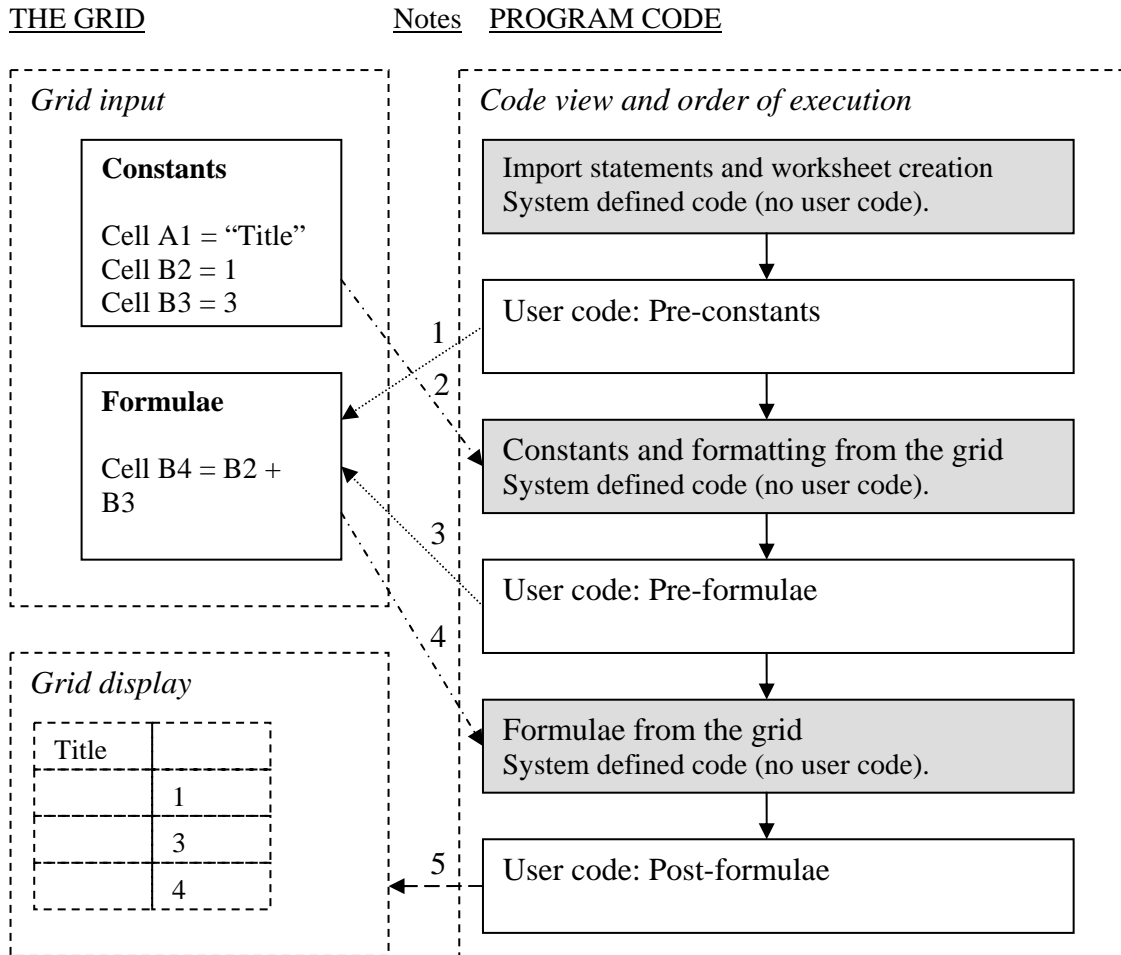 THE GRID
Notes
PROGRAM CODE
Grid input
Constants
Cell A1 = “Title”
Cell B2 = 1
Cell B3 = 3
Formulae
Cell B4 = B2 +
B3
Grid display
Title
1
3
4
1
2
3
4
5
Code view and order of execution
Import statements and worksheet creation
System defined code (no user code).
User code: Pre-constants
Constants and formatting from the grid
System defined code (no user code).
User code: Pre-formulae
Formulae from the grid
System defined code (no user code).
User code: Post-formulae